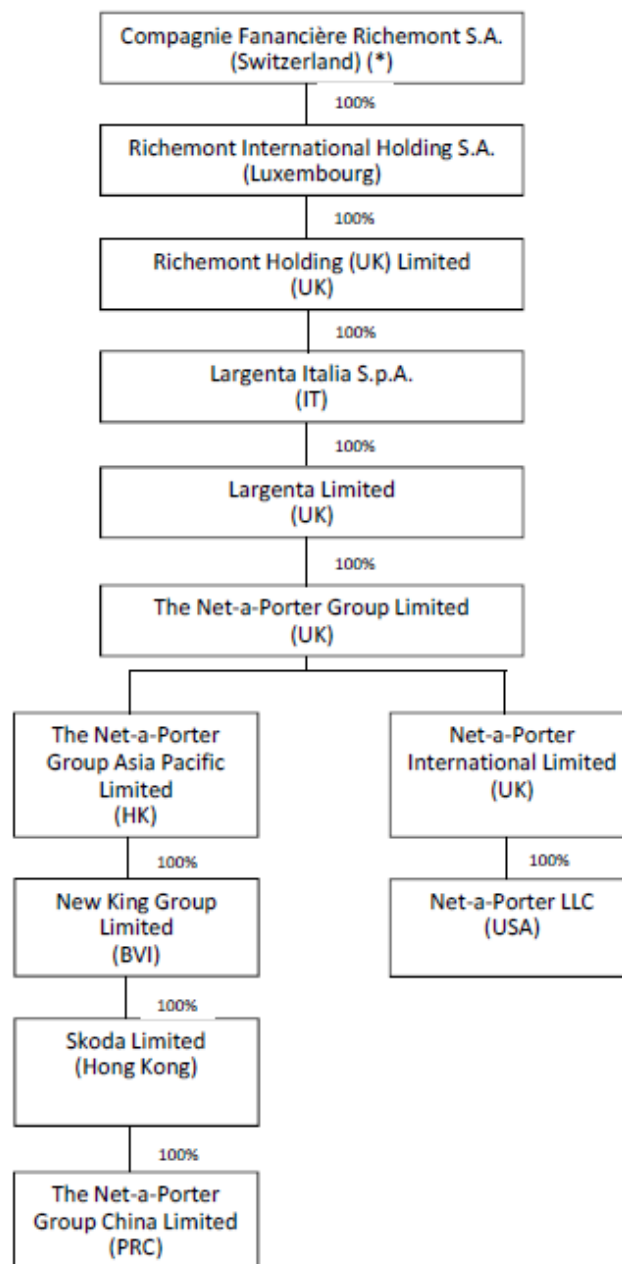 Compagnie Fanancière Richemont S.A.
(Switzerland) (*)
100%
Richemont International Holding S.A.
(Luxembourg)
100%
Richemont Holding (UK) Limited
(UK)
100%
Largenta Italia S.p.A.
(IT)
100%
Largenta Limited
(UK)
100%
The Net-a-Porter Group Limited
(UK)
The Net-a-Porter
Group Asia Pacific
Limited
(HK)
Net-a-Porter
International Limited
(UK)
100%
100%
New King Group
Limited
(BVI)
Net-a-Porter LLC
(USA)
100%
Skoda Limited
(Hong Kong)
100%
The Net-a-Porter
Group China Limited
(PRC)